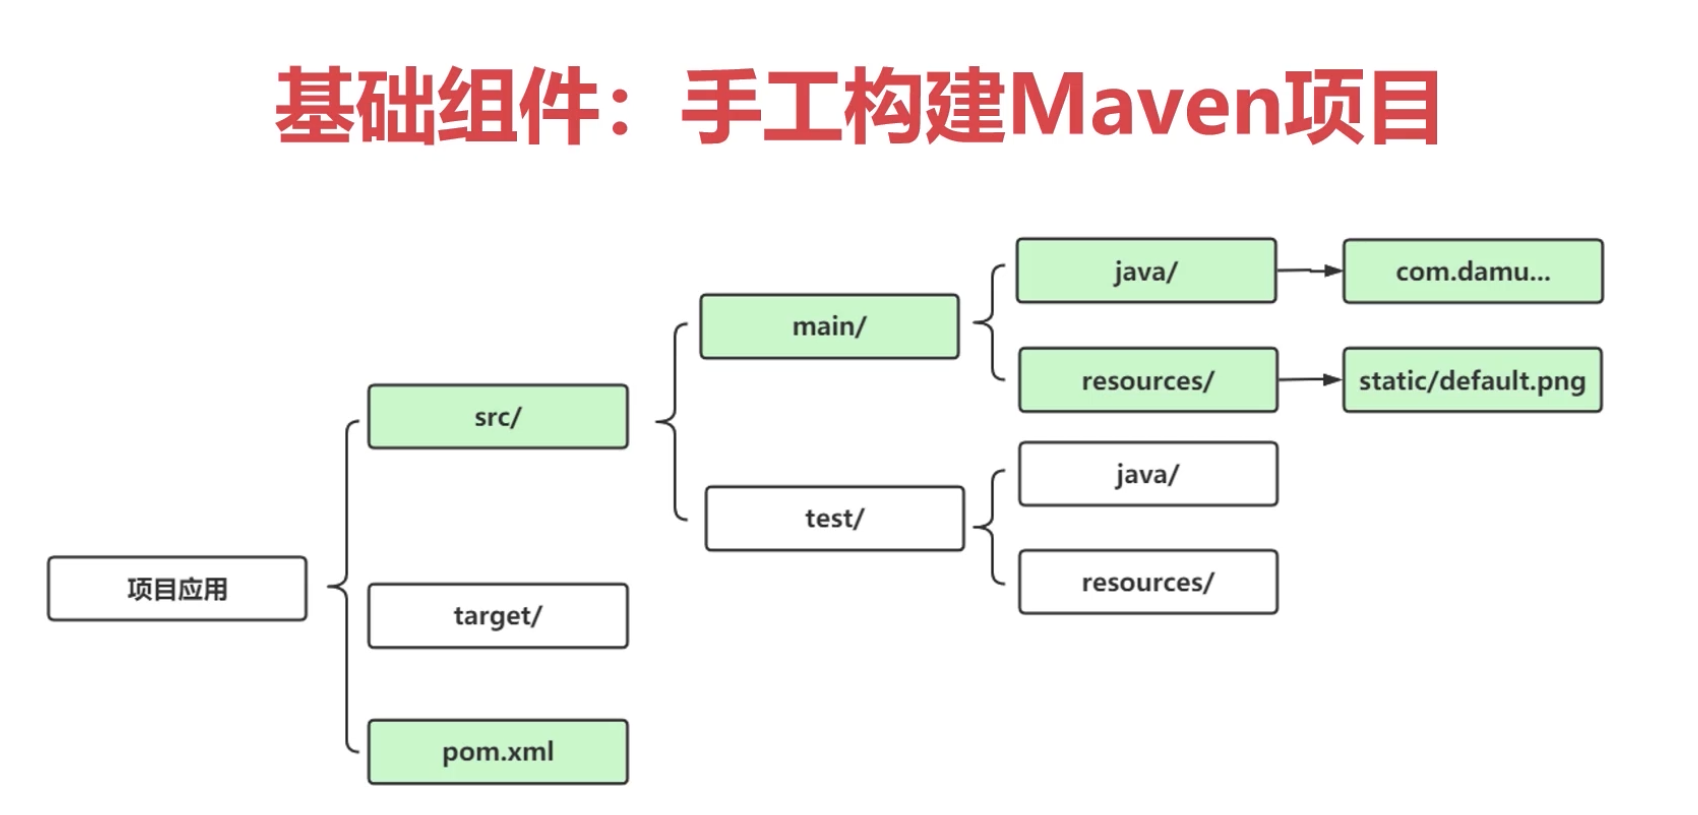 基础组件：手工构建Maven项目
java/
com.damu...
main/
resources/
static/default.png
src/
java/
test/
resources/
项目应用
target/
pom.xml